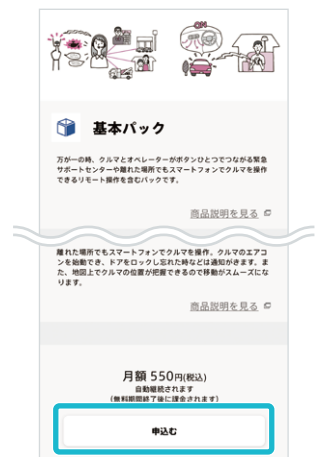 ON
基本パック
万が一の時、クルマとオペレーターがボタンひとつでつながる緊急
サポートセンターや離れた場所でもスマートフォンでクルマを操作
できるリモート操作を含むパックです。
商品説明を見る
離れた場所でもスマートフォンでクルマを操作。クルマのエアコ
ンを始動でき、ドアをロックし忘れた時などは通知がきます。ま
た、地図上でクルマの位置が把握できるので移動がスムーズにな
ります。
商品説明を見る
月額 550円(税込)
自動継続されます
(無料期間終了後に課金されます)
申込む